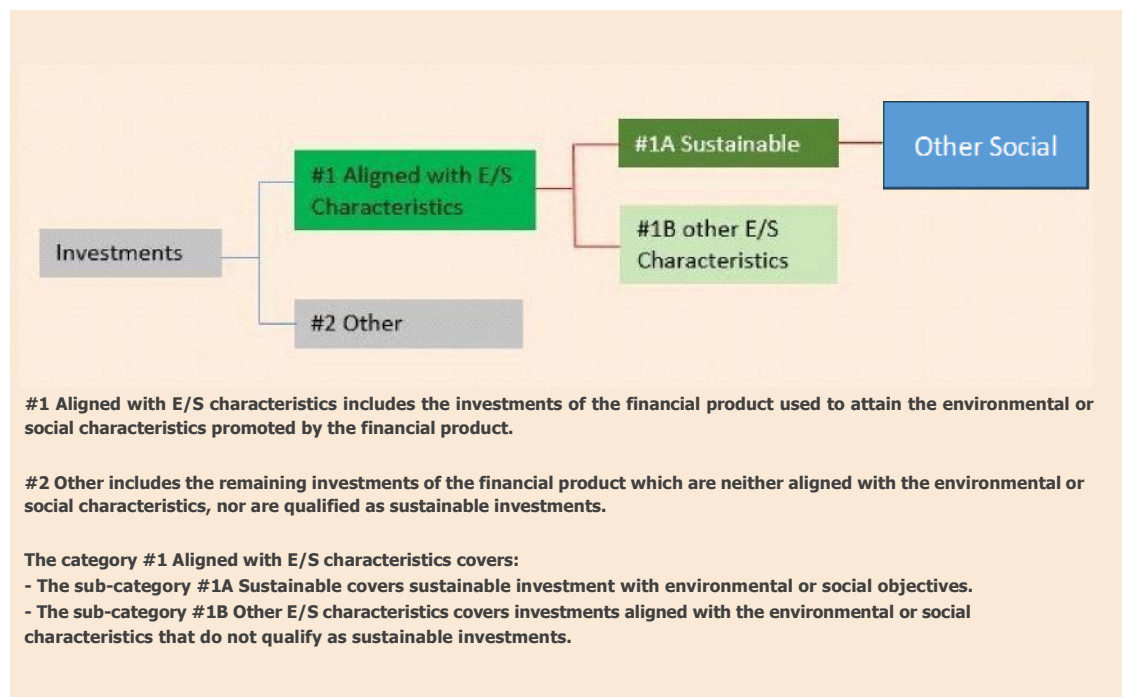 #1A Sustainable
Other Social
#1 Aligned with E/S
Characteristics
#1B other E/S
Characteristics
Investments
#2 Other
#1 Aligned with E/S characteristics includes the investments of the financial product used to attain the environmental or
social characteristics promoted by the financial product.
#2 Other includes the remaining investments of the financial product which are neither aligned with the environmental or
social characteristics, nor are qualified as sustainable investments.
The category #1 Aligned with E/S characteristics covers:
- The sub-category #1A Sustainable covers sustainable investment with environmental or social objectives.
- The sub-category #1B Other E/S characteristics covers investments aligned with the environmental or social
characteristics that do not qualify as sustainable investments.